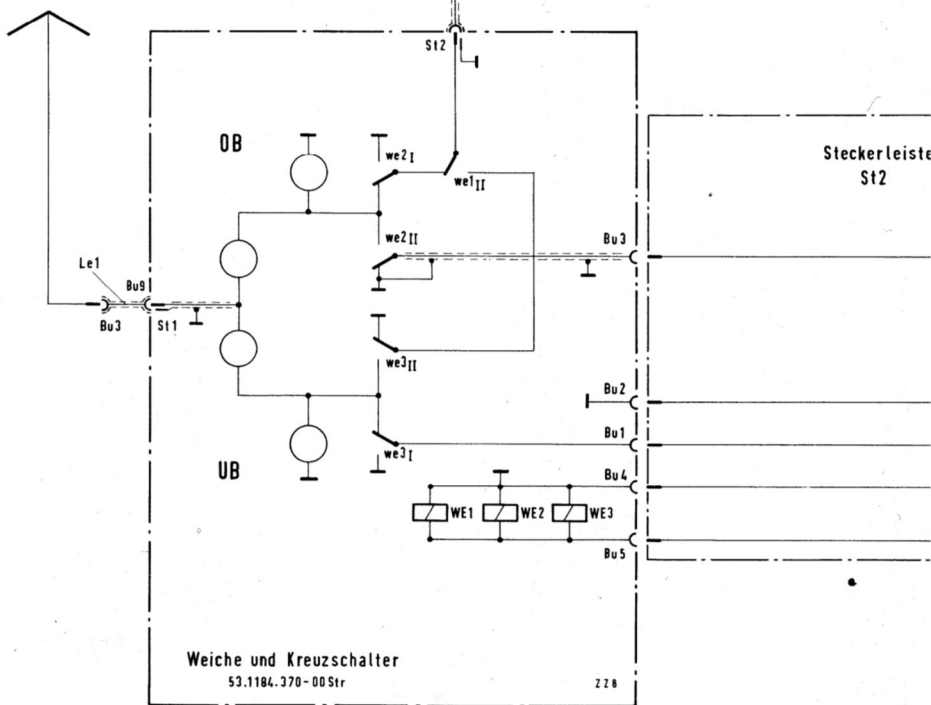 St2
OB
we2I
we1II
Steckerleiste
St2
we2II
Bu3
Le1
Bu9
Bu3
St1
we3II
Bu2
Bu1
we3I
UB
Bu4
WE1
WE2
WE3
Bu5
Weiche und Kreuzschalter
53.1184.370-00Str